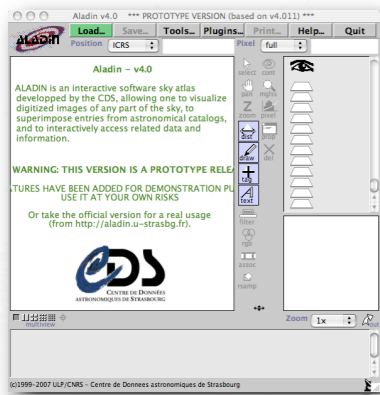 Aladin v4.0 *** PROTOTYPE VERSION (based on v4.011) ***
ALADIN Load... Save... Tools... Plugins... Print... Help... Quit
Position ICRS Pixel full
Aladin - v4.0
ALADIN is an interactive software sky atlas
developped by the CDS, allowing one to visualize
digitized images of any part of the sky, to
superimpose entries from astronomical catalogs,
and to interactively access related data and
information.
WARNING: THIS VERSION IS A PROTOTYPE RELEA
TURES HAVE BEEN ADDED FOR DEMONSTRATION PU
USE IT AT YOUR OWN RISKS
Or take the official version for a real usage
(from http://aladin.u-strasbg.fr).
CDS
CENTRE DE DONNÉES
ASTRONOMIQUES DE STRASBOURG
select cont
pan mglss
zoom pixel
dist prop
draw del
tag
text
filter
rgb
assoc
rsamp
multiview
Zoom 1x out
(c)1999-2007 ULP/CNRS - Centre de Donnees astronomiques de Strasbourg